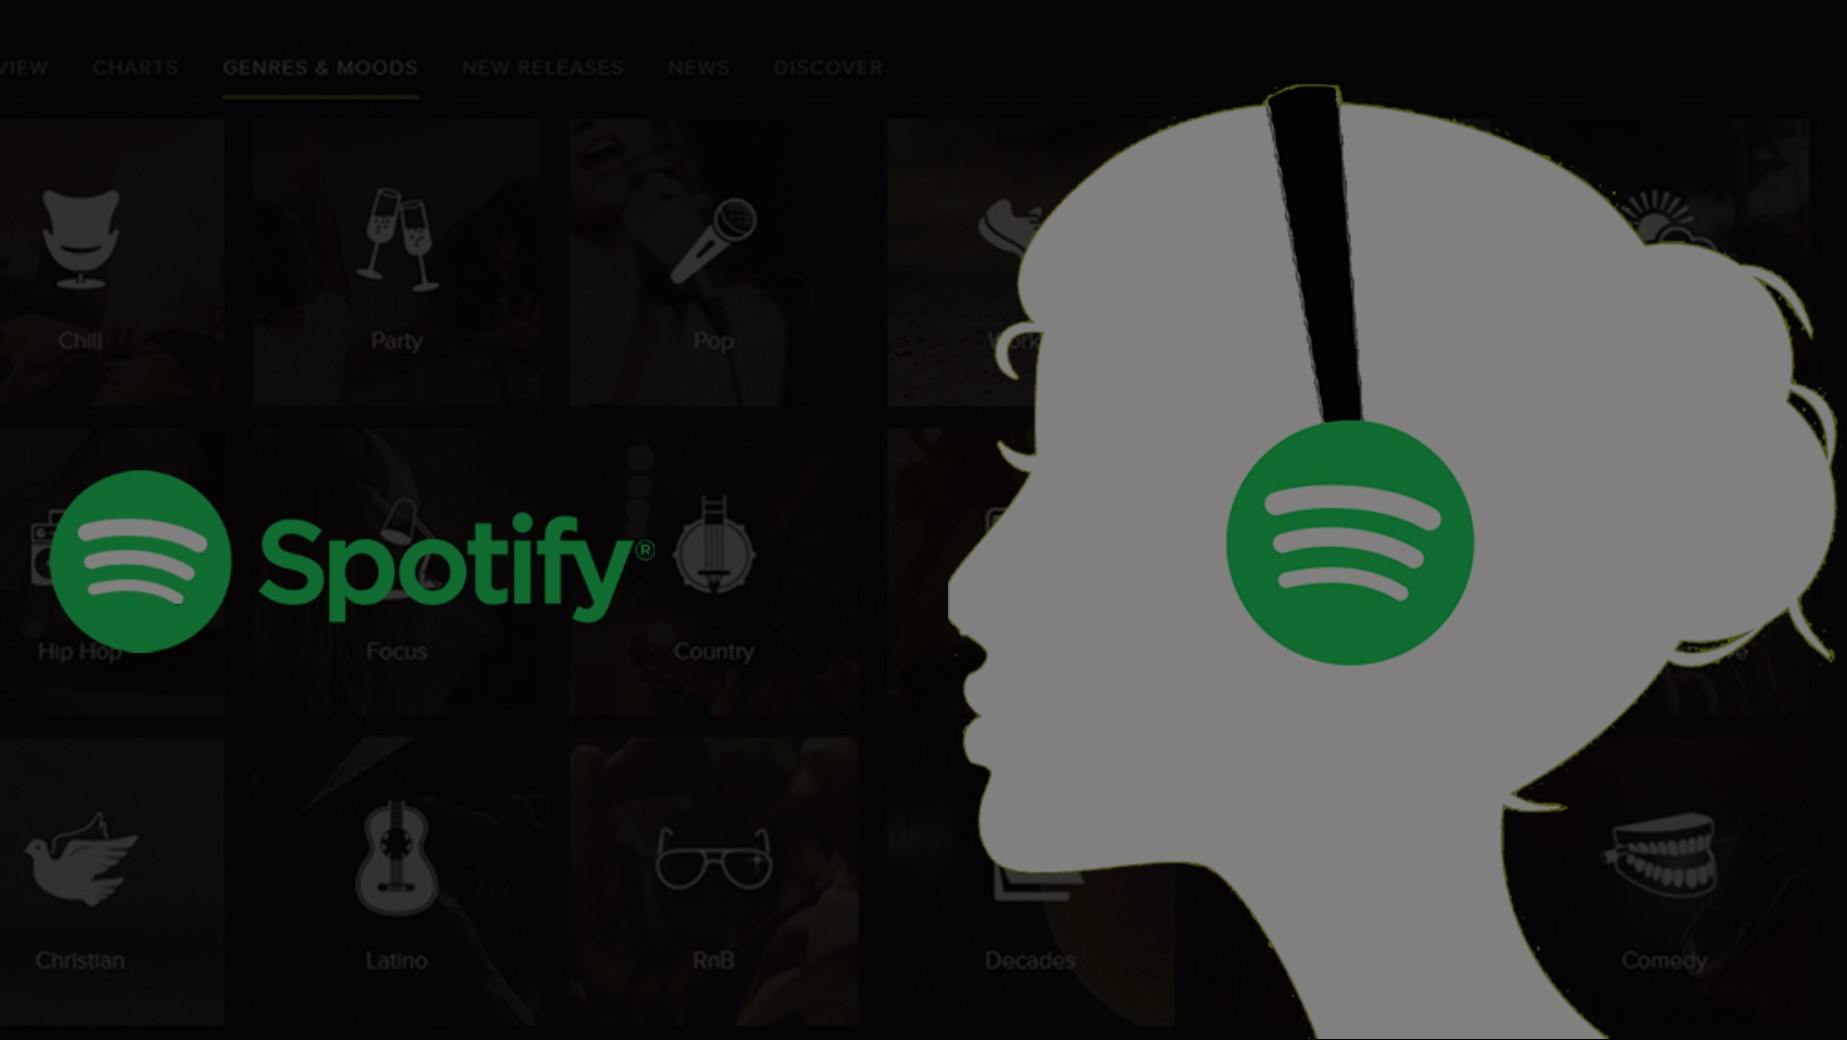 VIEW CHARTS GENRES & MOODS NEW RELEASES NEWS DISCOVER
Chill Party Pop Work
Spotify®
Hip Hop Focus Country
Christian Latino RnB Decades Comedy